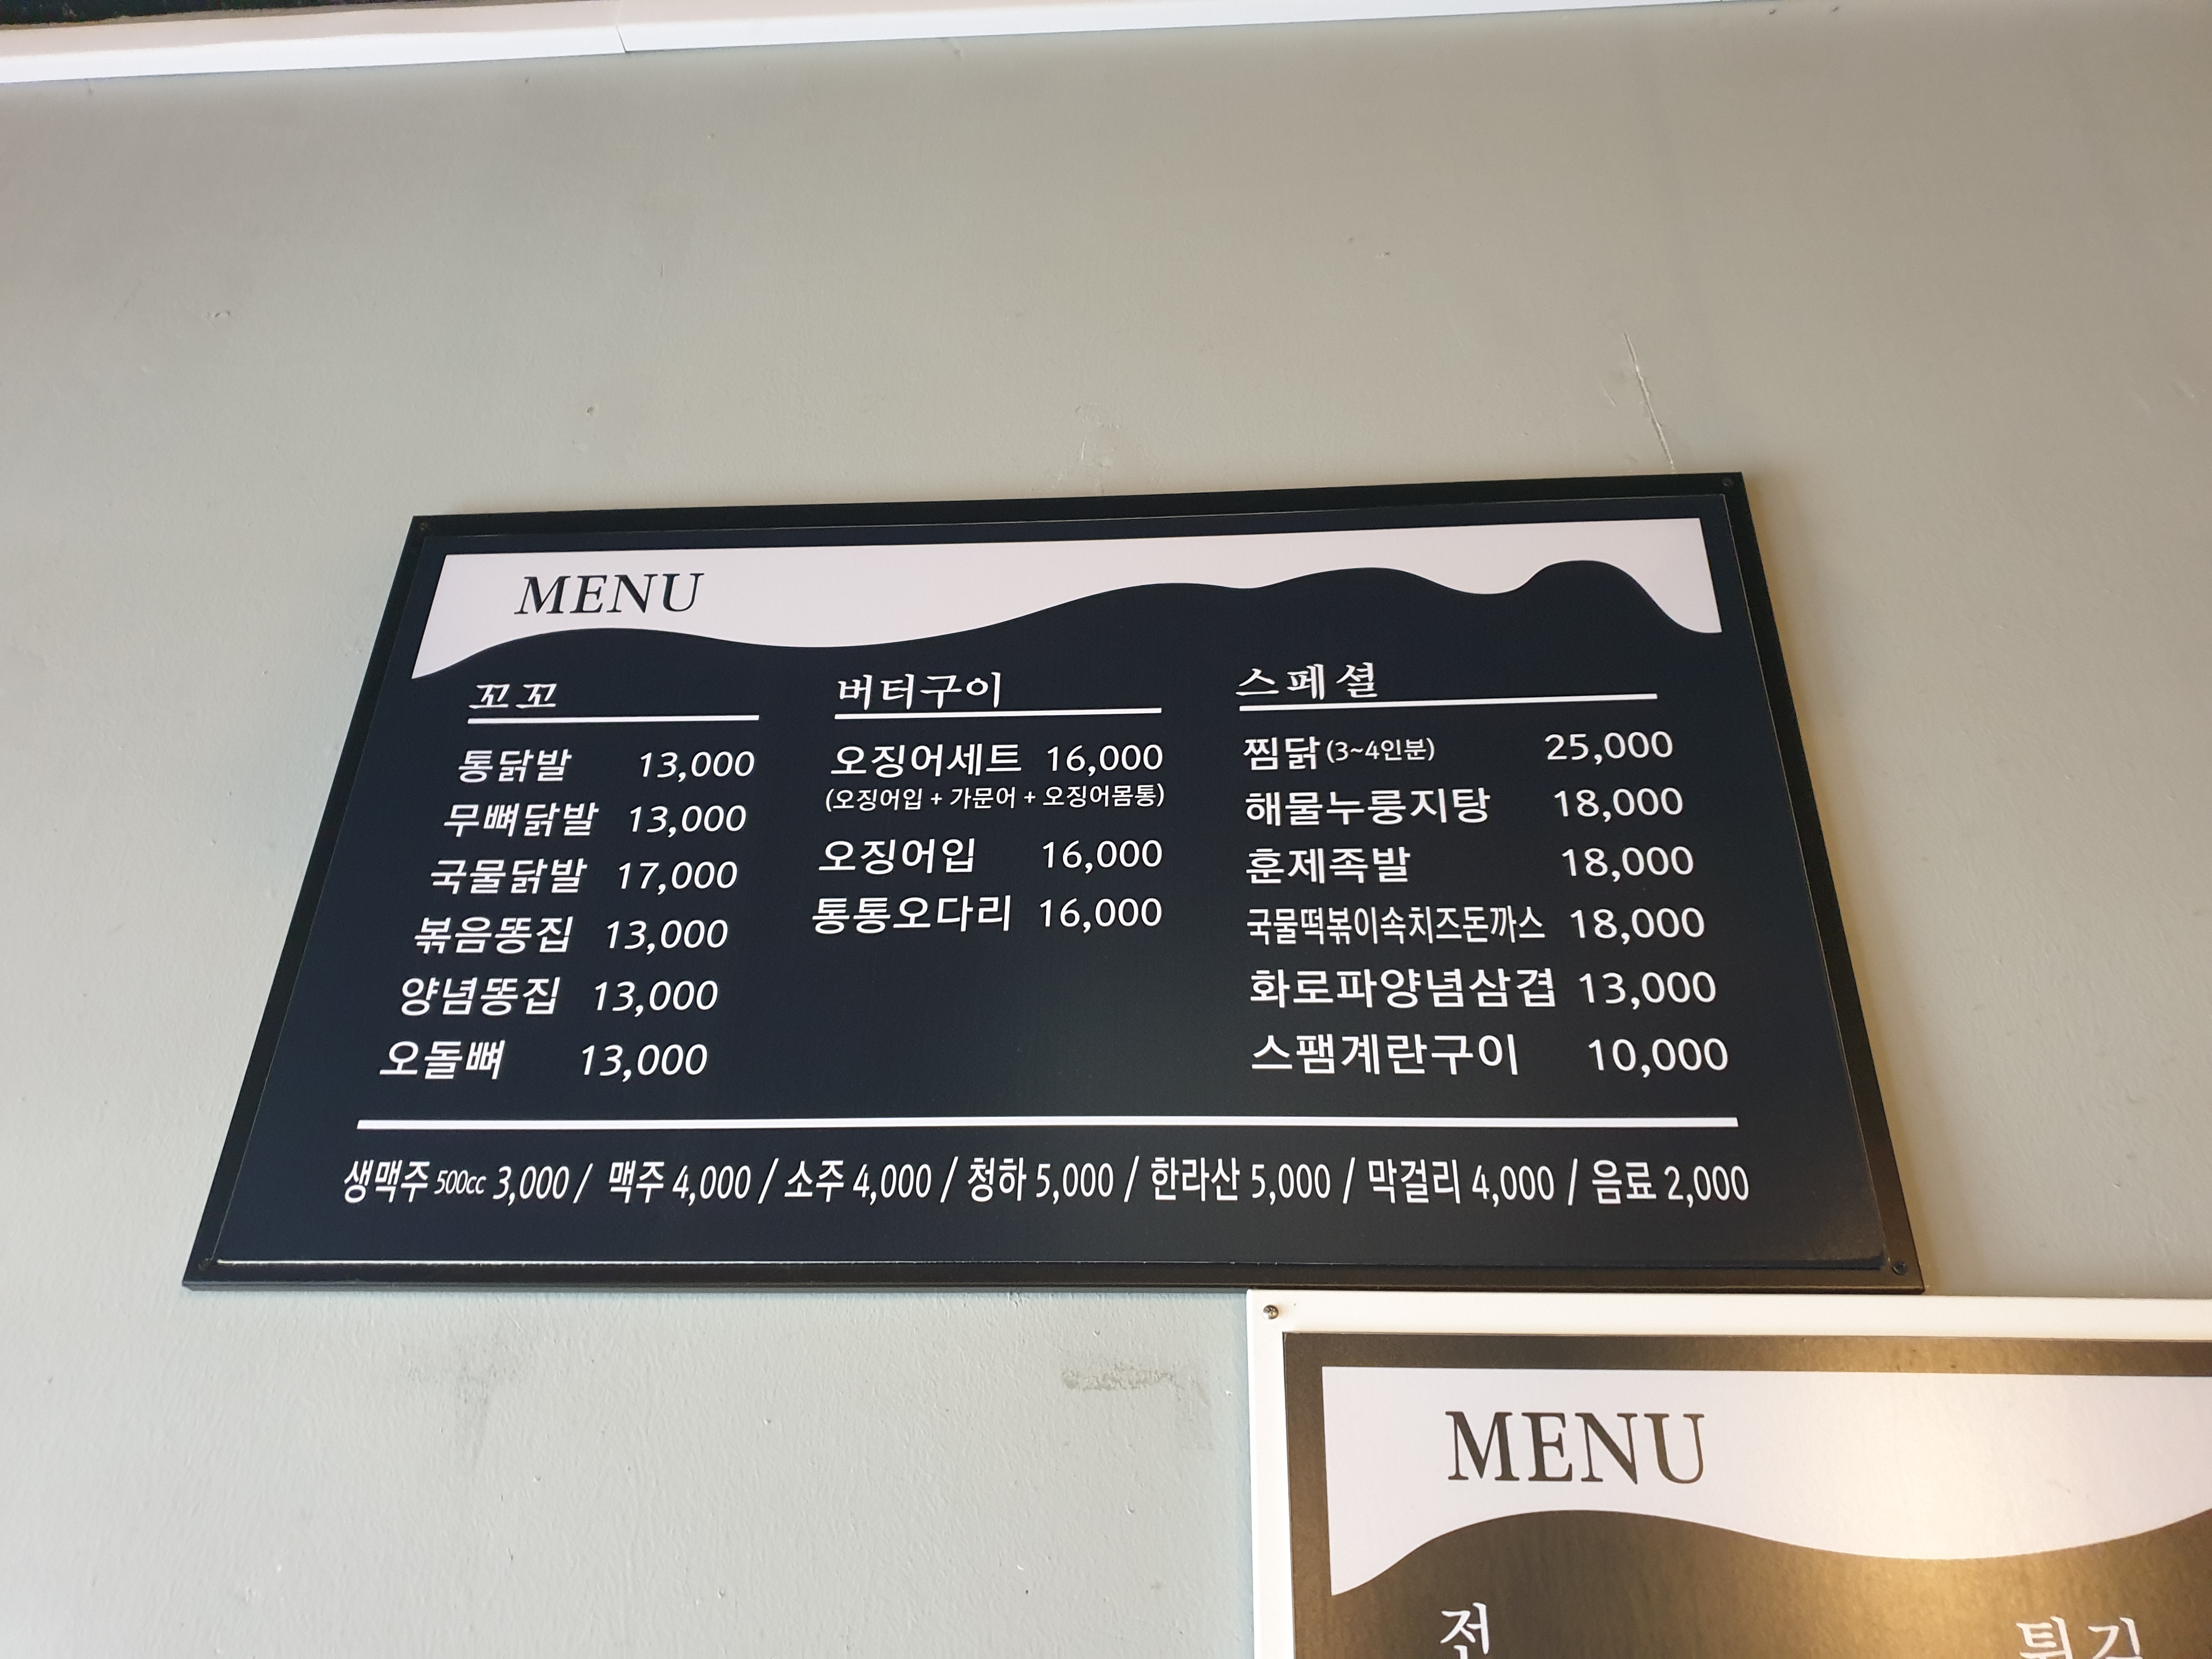 MENU
꼬꼬
통닭발 13,000
무뼈닭발 13,000
국물닭발 17,000
볶음똥집 13,000
양념똥집 13,000
오돌뼈 13,000
버터구이
오징어세트 16,000
(오징어입 + 가문어 + 오징어몸통)
오징어입 16,000
통통오다리 16,000
스페셜
찜닭 (3~4인분) 25,000
해물누룽지탕 18,000
훈제족발 18,000
국물떡볶이속치즈돈까스 18,000
화로파양념삼겹 13,000
스팸계란구이 10,000
생맥주 500cc 3,000 / 맥주 4,000 / 소주 4,000 / 청하 5,000 / 한라산 5,000 / 막걸리 4,000 / 음료 2,000
MENU
전
튀김